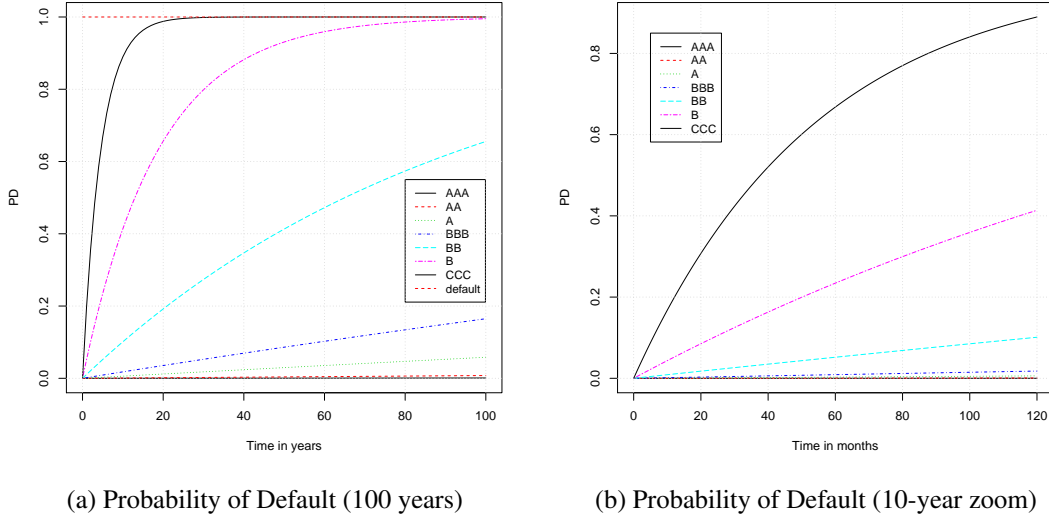 PD
0.0
0.2
0.4
0.6
0.8
1.0
0 20 40 60 80 100
Time in years
AAA
AA
A
BBB
BB
B
CCC
default
(a) Probability of Default (100 years)
PD
0.0
0.2
0.4
0.6
0.8
0 20 40 60 80 100 120
Time in months
AAA
AA
A
BBB
BB
B
CCC
(b) Probability of Default (10-year zoom)